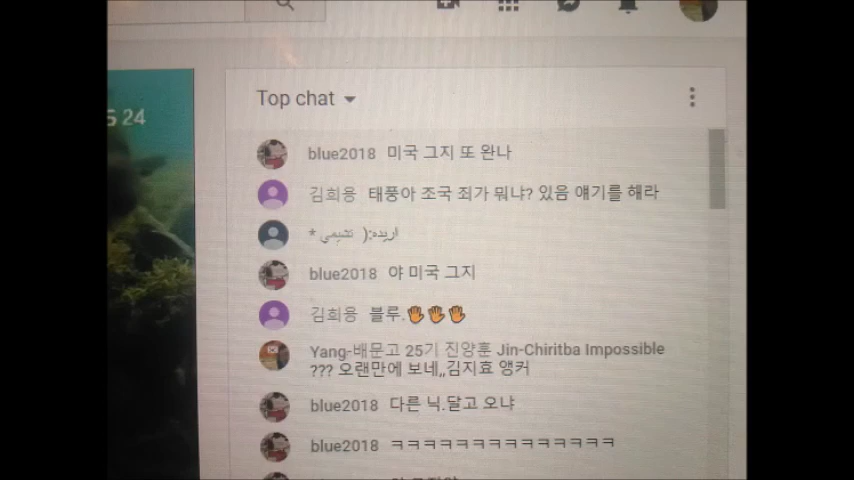 5 24
Top chat
blue2018 미국 그지 또 완나
김희용 태풍아 조국 죄가 뭐냐? 있음 얘기를 해라
اريده:( تشيمي *
blue2018 야 미국 그지
김희용 블루.✋✋✋
Yang-배문고 25기 진양훈 Jin-Chiritba Impossible
??? 오랜만에 보네,,김지효 앵커
blue2018 다른 닉.달고 오냐
blue2018 ㅋㅋㅋㅋㅋㅋㅋㅋㅋㅋㅋㅋㅋㅋ